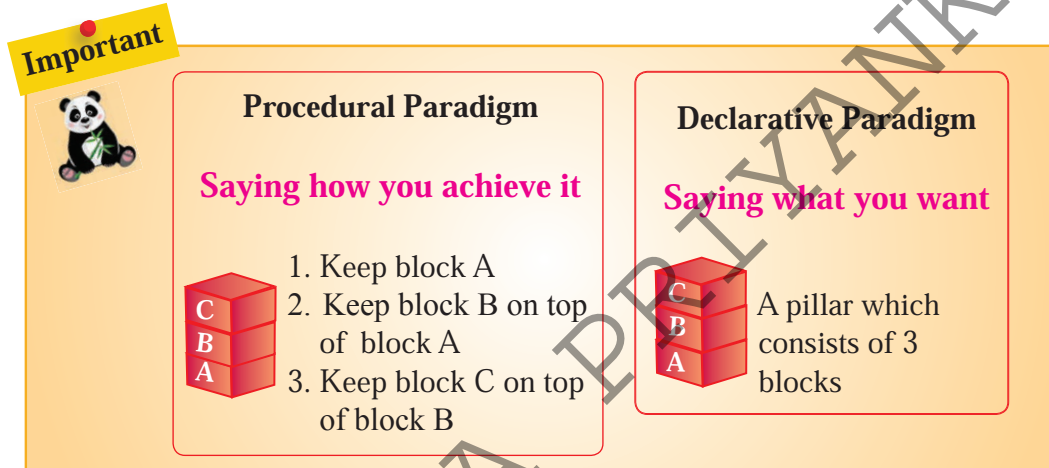 Important
Procedural Paradigm
Saying how you achieve it
C
B
A
1. Keep block A
2. Keep block B on top
of block A
3. Keep block C on top
of block B
Declarative Paradigm
Saying what you want
C
B
A
A pillar which
consists of 3
blocks
A PRIYANK